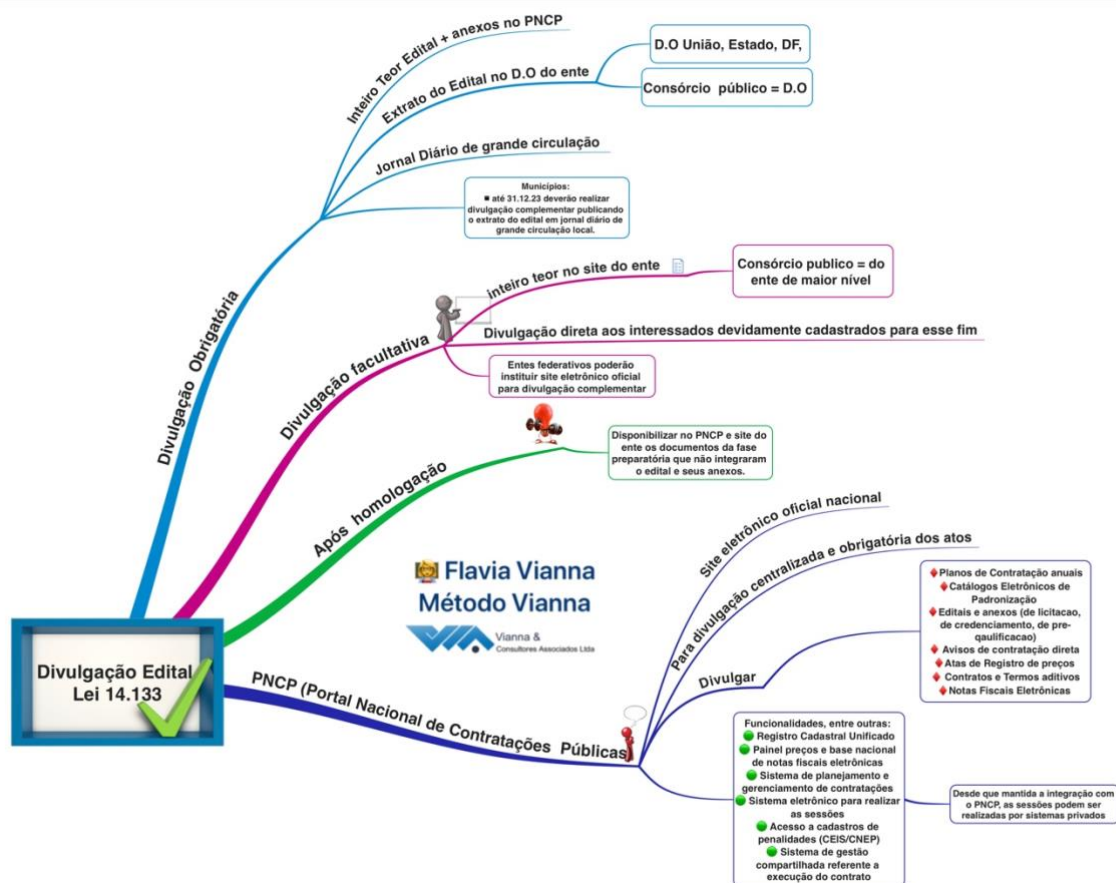 Inteiro Teor Edital + anexos no PNCP
Extrato do Edital no D.O do ente
D.O União, Estado, DF,
Consórcio público = D.O
Jornal Diário de grande circulação
Municípios:
▪ até 31.12.23 deverão realizar
divulgação complementar publicando
o extrato do edital em jornal diário de
grande circulação local.
Divulgação Obrigatória
inteiro teor no site do ente
Consórcio publico = do
ente de maior nível
Divulgação direta aos interessados devidamente cadastrados para esse fim
Entes federativos poderão
instituir site eletrônico oficial
para divulgação complementar
Divulgação facultativa
Disponibilizar no PNCP e site do
ente os documentos da fase
preparatória que não integraram
o edital e seus anexos.
Após homologação
Flavia Vianna
Método Vianna
Vianna &
Consultores Associados Ltda
Divulgação Edital
Lei 14.133
PNCP (Portal Nacional de Contratações Públicas
Site eletrônico oficial nacional
Para divulgação centralizada e obrigatória dos atos
Divulgar
Planos de Contratação anuais
Catálogos Eletrônicos de
Padronização
Editais e anexos (de licitacao,
de credenciamento, de pre-
qaulificacao)
Avisos de contratação direta
Atas de Registro de preços
Contratos e Termos aditivos
Notas Fiscais Eletrônicas
Funcionalidades, entre outras:
Registro Cadastral Unificado
Painel preços e base nacional
de notas fiscais eletrônicas
Sistema de planejamento e
gerenciamento de contratações
Sistema eletrônico para realizar
as sessões
Acesso a cadastros de
penalidades (CEIS/CNEP)
Sistema de gestão
compartilhada referente a
execução do contrato
Desde que mantida a integração com
o PNCP, as sessões podem ser
realizadas por sistemas privados